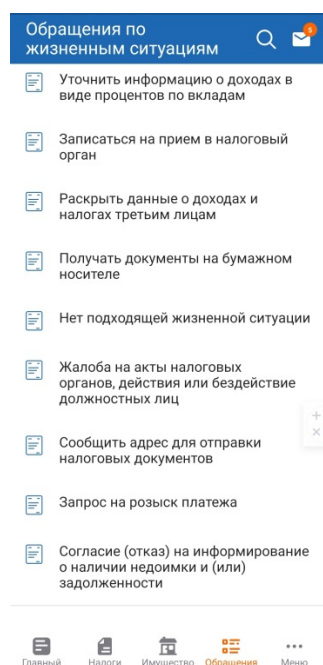 Обращения по
жизненным ситуациям
Уточнить информацию о доходах в
виде процентов по вкладам
Записаться на прием в налоговый
орган
Раскрыть данные о доходах и
налогах третьим лицам
Получать документы на бумажном
носителе
Нет подходящей жизненной ситуации
Жалоба на акты налоговых
органов, действия или бездействие
должностных лиц
Сообщить адрес для отправки
налоговых документов
Запрос на розыск платежа
Согласие (отказ) на информирование
о наличии недоимки и (или)
задолженности
Главный Налоги Имущество Обращения Меню